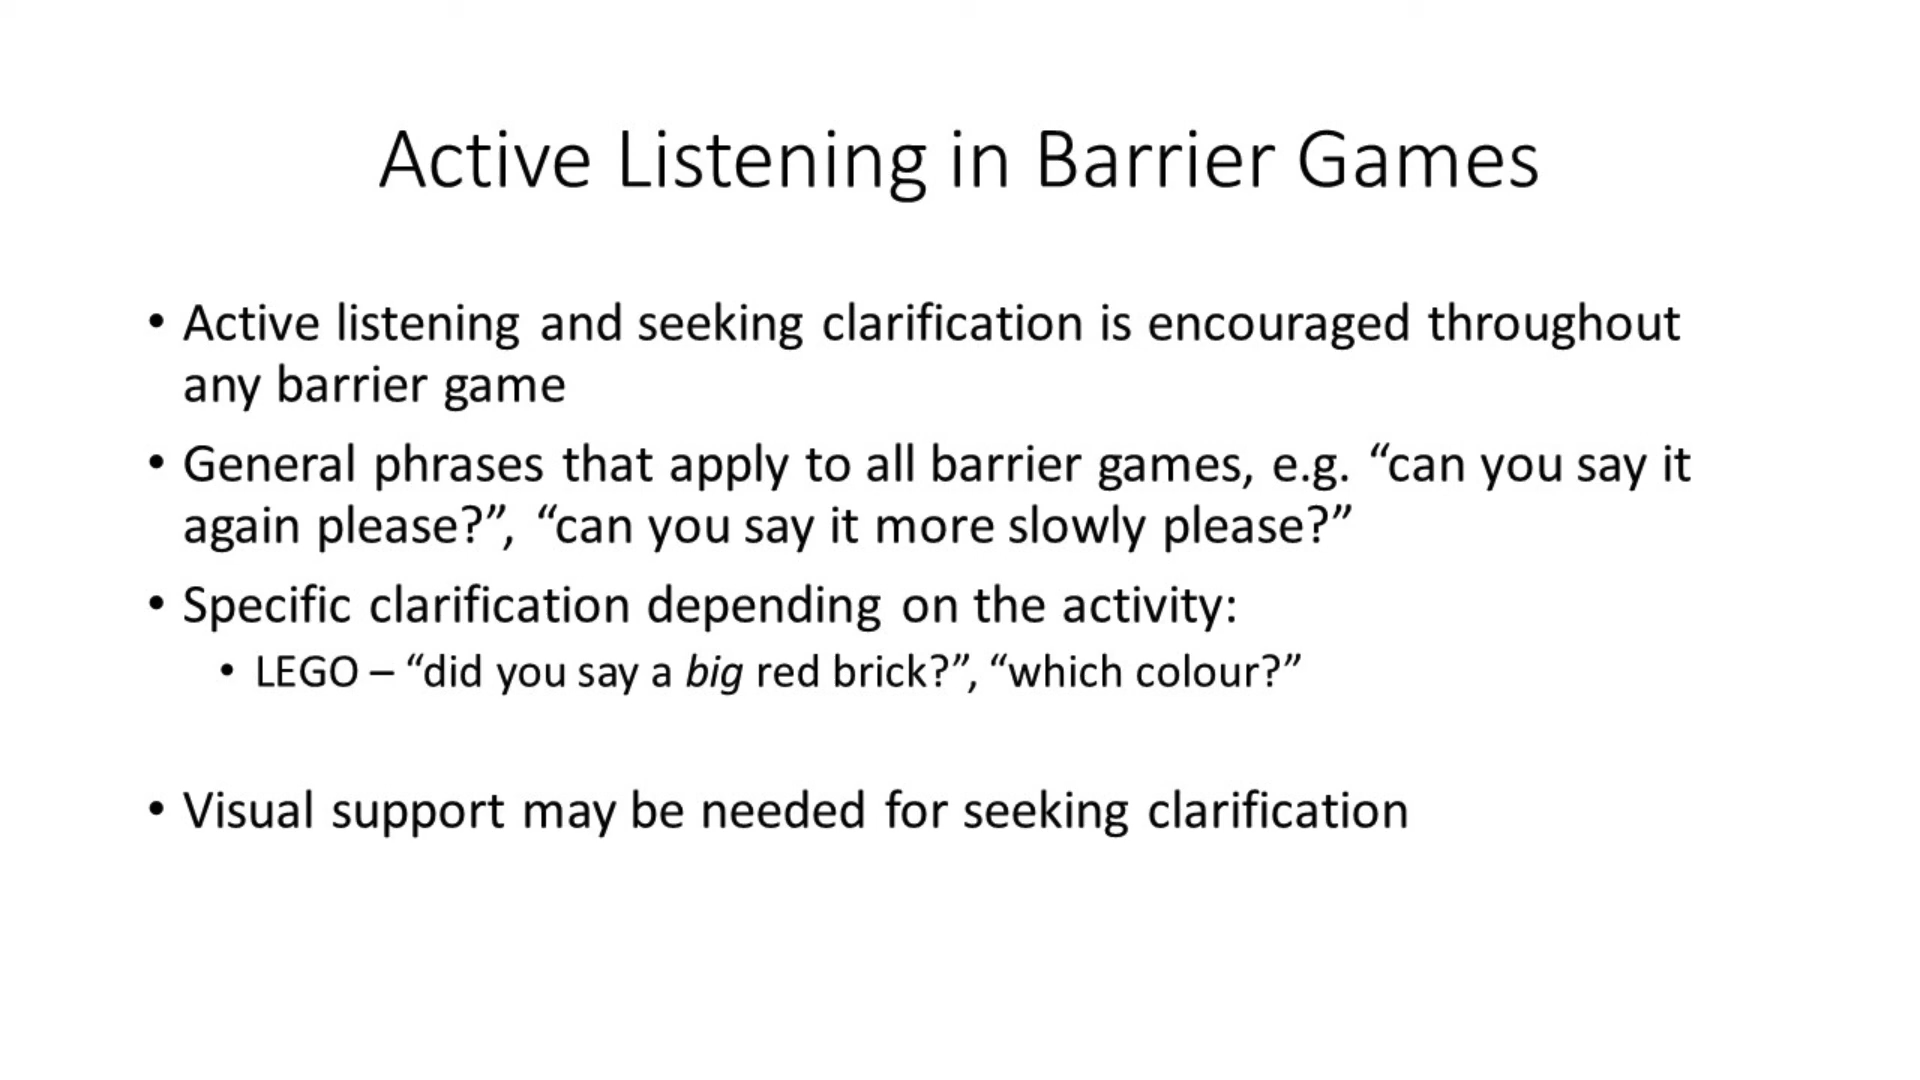 Active Listening in Barrier Games
• Active listening and seeking clarification is encouraged throughout
any barrier game
• General phrases that apply to all barrier games, e.g. “can you say it
again please?”, “can you say it more slowly please?”
• Specific clarification depending on the activity:
• LEGO – “did you say a big red brick?”, “which colour?”
• Visual support may be needed for seeking clarification